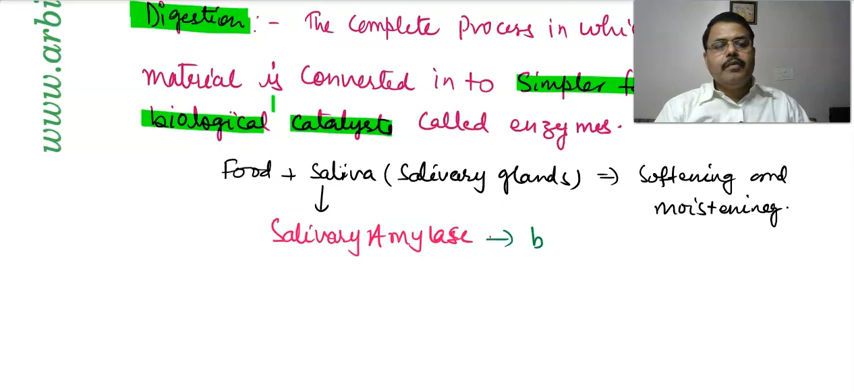 Digestion :- The complete process in whi
material is converted in to simpler f
biological catalyst called enzymes.
Food + Saliva (Salivary glands) => Softening and
moistening.
↓
Salivary Amylase → b
www.arbi